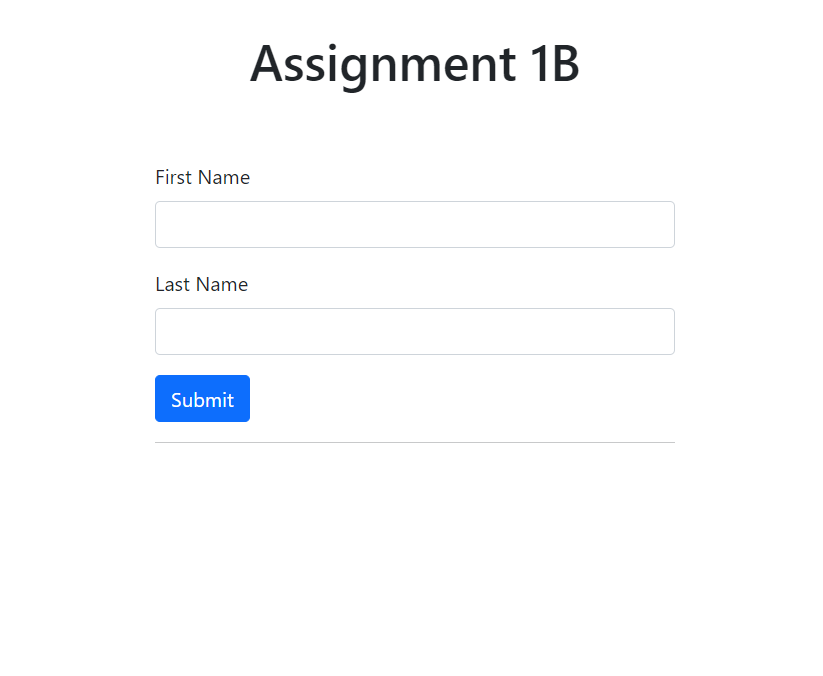 Assignment 1B
First Name
Last Name
Submit